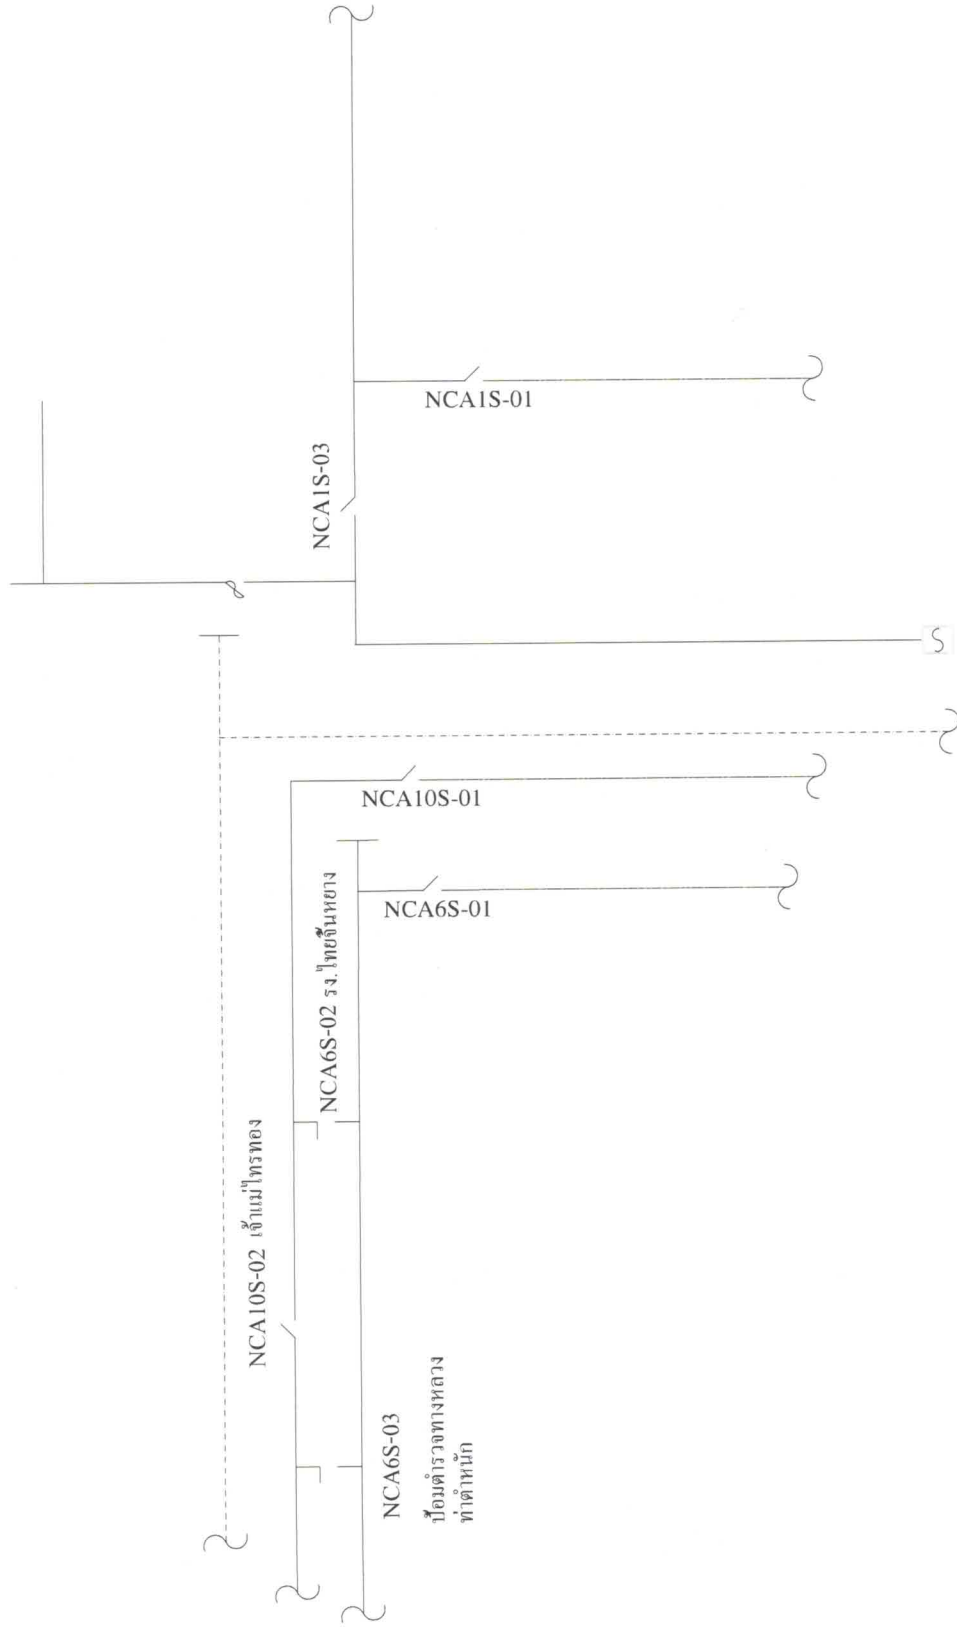 NCA1S-01
NCA1S-03
NCA10S-01
NCA6S-02 รง.ไทยจิ้นหยาง
NCA6S-01
NCA10S-02 เจ้าแม่ไทรทอง
NCA6S-03
ป้อมตำรวจทางหลวง
ท่าตำหนัก